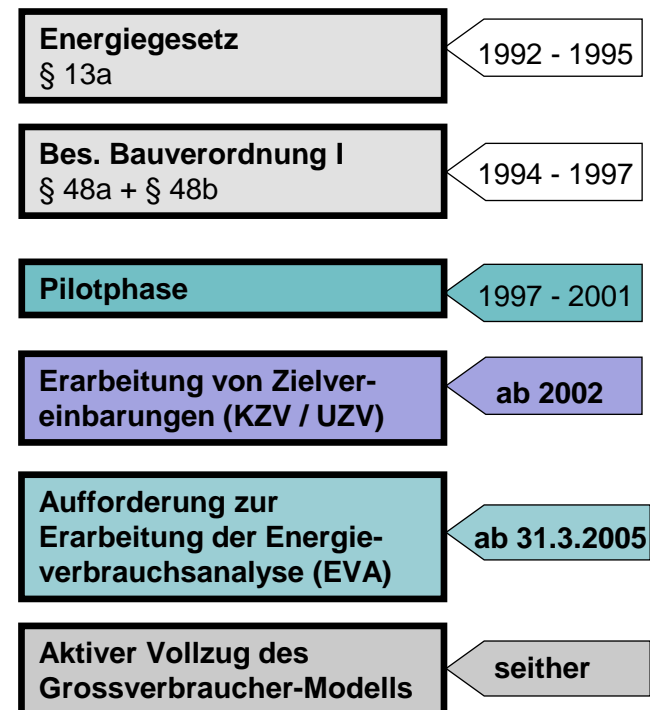 Energiegesetz
§ 13a
1992 - 1995
Bes. Bauverordnung I
§ 48a + § 48b
1994 - 1997
Pilotphase
1997 - 2001
Erarbeitung von Zielver-
einbarungen (KZV / UZV)
ab 2002
Aufforderung zur
Erarbeitung der Energie-
verbrauchsanalyse (EVA)
ab 31.3.2005
Aktiver Vollzug des
Grossverbraucher-Modells
seither